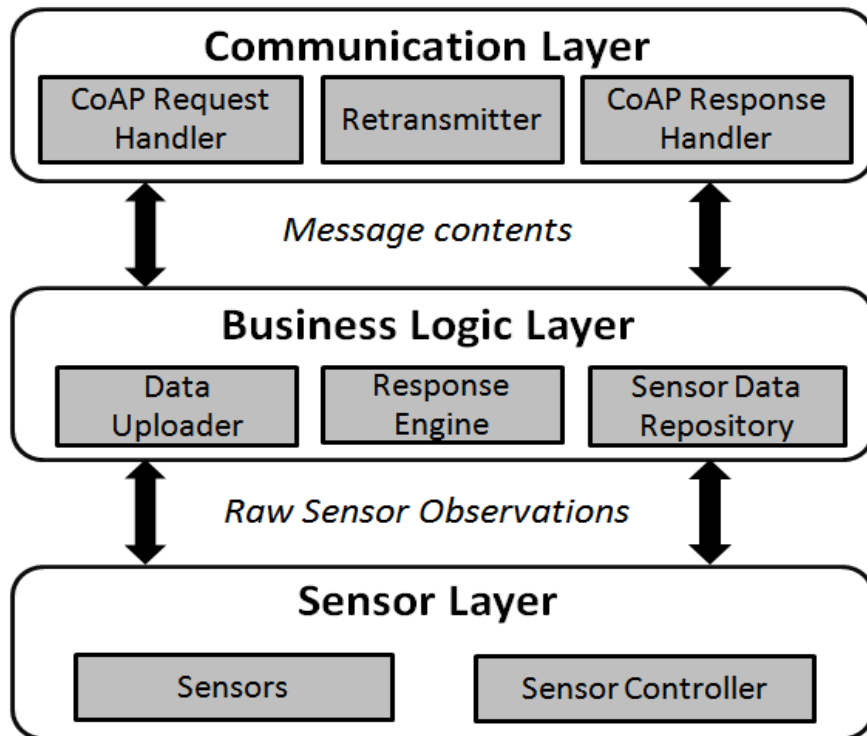 Communication Layer
CoAP Request
Handler
Retransmitter
CoAP Response
Handler
Message contents
Business Logic Layer
Data
Uploader
Response
Engine
Sensor Data
Repository
Raw Sensor Observations
Sensor Layer
Sensors
Sensor Controller